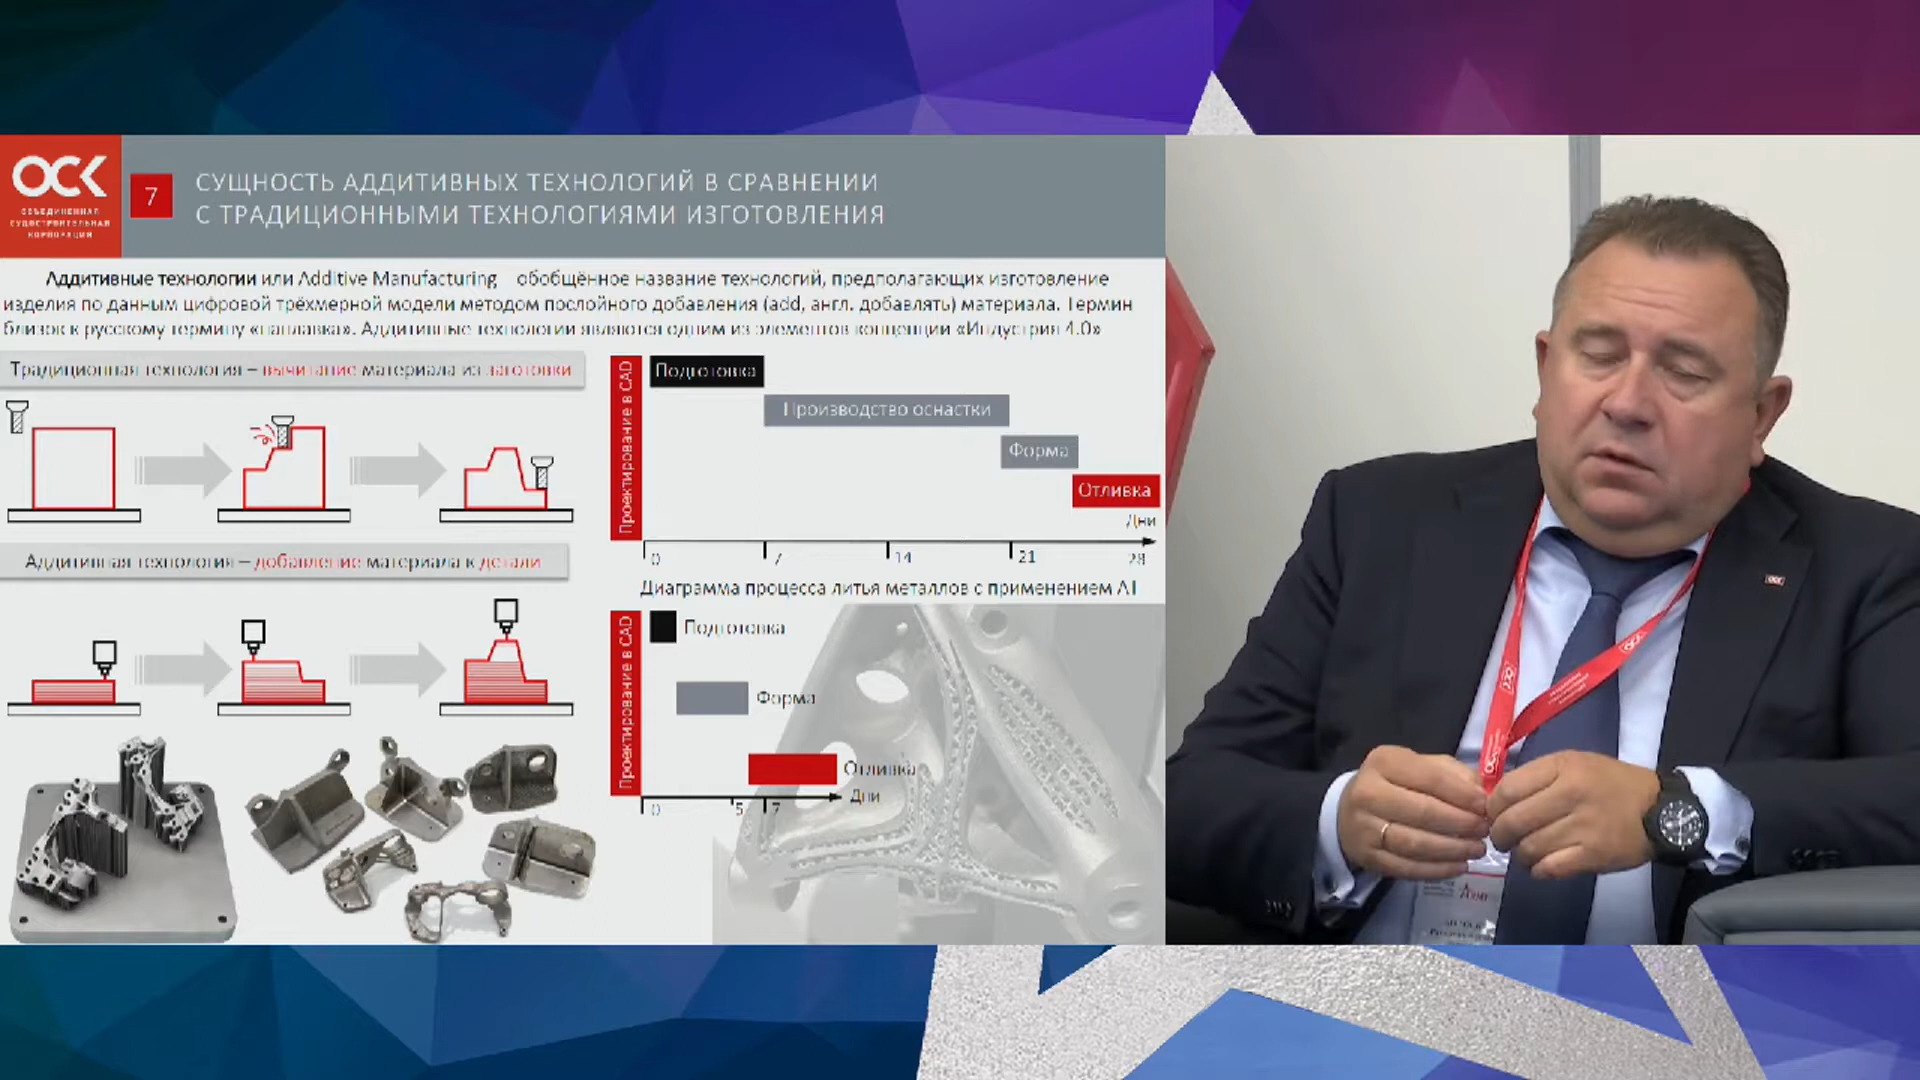 ОСК
ОБЪЕДИНЕННАЯ
СУДОСТРОИТЕЛЬНАЯ
КОРПОРАЦИЯ
7
СУЩНОСТЬ АДДИТИВНЫХ ТЕХНОЛОГИЙ В СРАВНЕНИИ
С ТРАДИЦИОННЫМИ ТЕХНОЛОГИЯМИ ИЗГОТОВЛЕНИЯ
Аддитивные технологии или Additive Manufacturing обобщённое название технологий, предполагающих изготовление
изделия по данным цифровой трёхмерной модели методом послойного добавления (add, англ. добавлять) материала. Термин
близок к русскому термину «наплавка». Аддитивные технологии являются одним из элементов концепции «Индустрия 4.0»
Традиционная технология – вычитание материала из заготовки
Аддитивная технология – добавление материала к детали
Проектирование в CAD
Подготовка
Производство оснастки
Форма
Отливка
Дни
0 7 14 21 28
Диаграмма процесса литья металлов с применением АТ
Проектирование в CAD
Подготовка
Форма
Отливка
Дни
0 5 7
ОСК
ОСК
ОСК